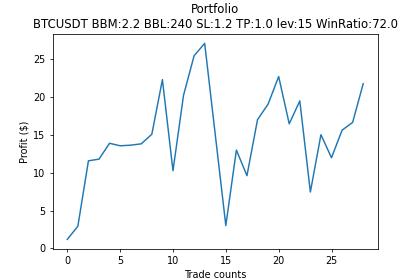 Portfolio
BTCUSDT BBM:2.2 BBL:240 SL:1.2 TP:1.0 lev:15 WinRatio:72.0
25
20
15
10
5
0
Profit ($)
0 5 10 15 20 25
Trade counts